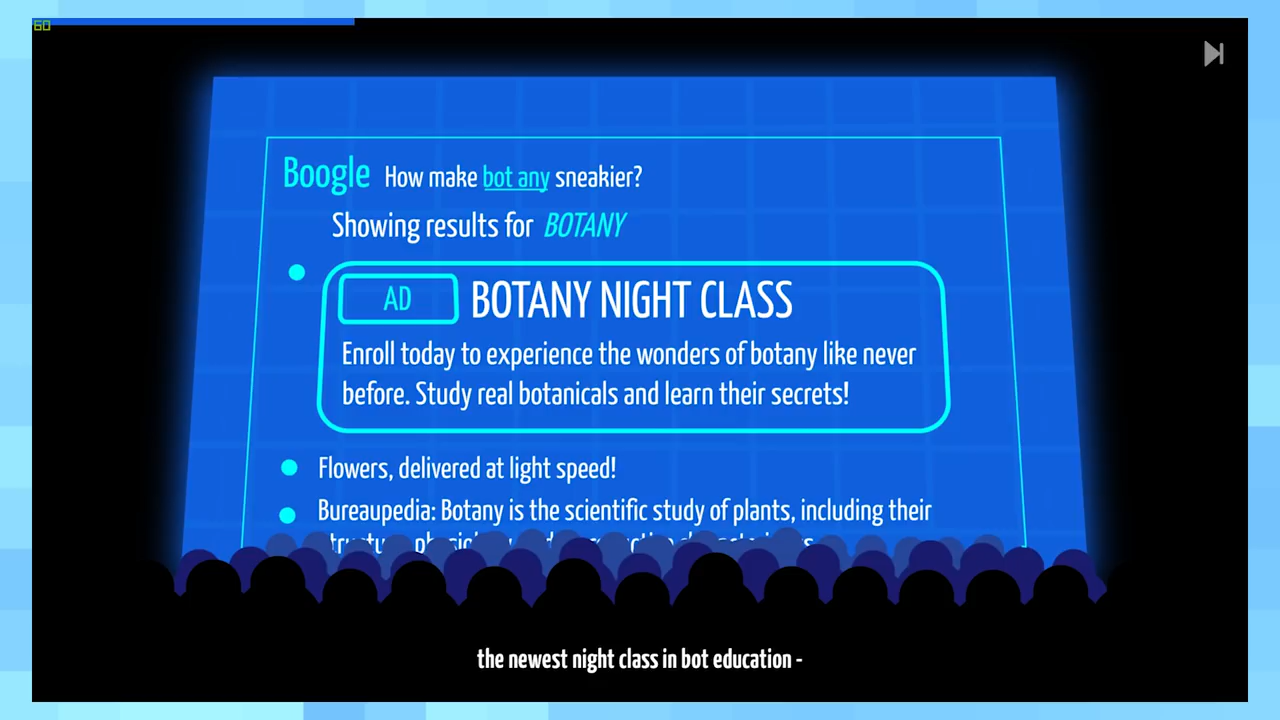 60
Boogle How make bot any sneakier?
Showing results for BOTANY
AD BOTANY NIGHT CLASS
Enroll today to experience the wonders of botany like never
before. Study real botanicals and learn their secrets!
Flowers, delivered at light speed!
Bureaupedia: Botany is the scientific study of plants, including their
the newest night class in bot education -